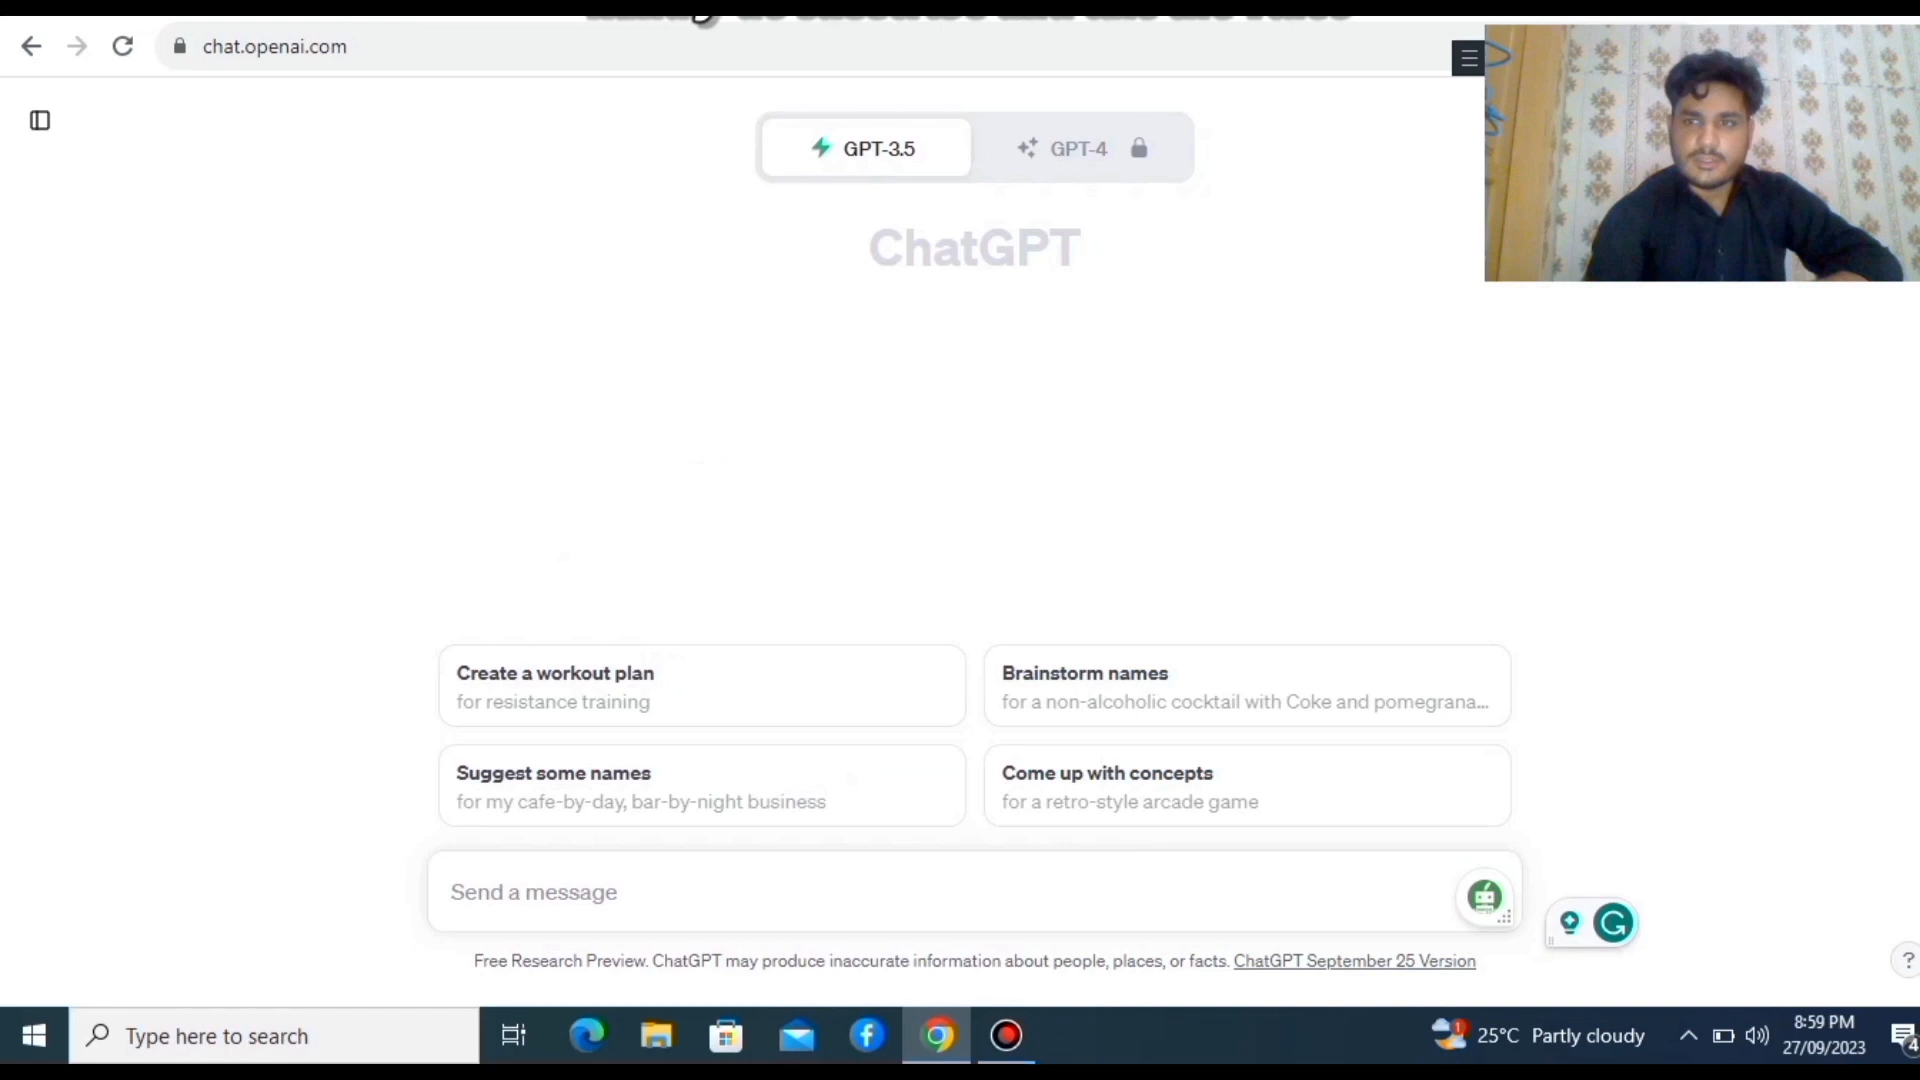 chat.openai.com
GPT-3.5
GPT-4
ChatGPT
Create a workout plan
for resistance training
Brainstorm names
for a non-alcoholic cocktail with Coke and pomegrana...
Suggest some names
for my cafe-by-day, bar-by-night business
Come up with concepts
for a retro-style arcade game
Send a message
Free Research Preview. ChatGPT may produce inaccurate information about people, places, or facts. ChatGPT September 25 Version
?
Type here to search
1
25°C Partly cloudy
8:59 PM
27/09/2023
4